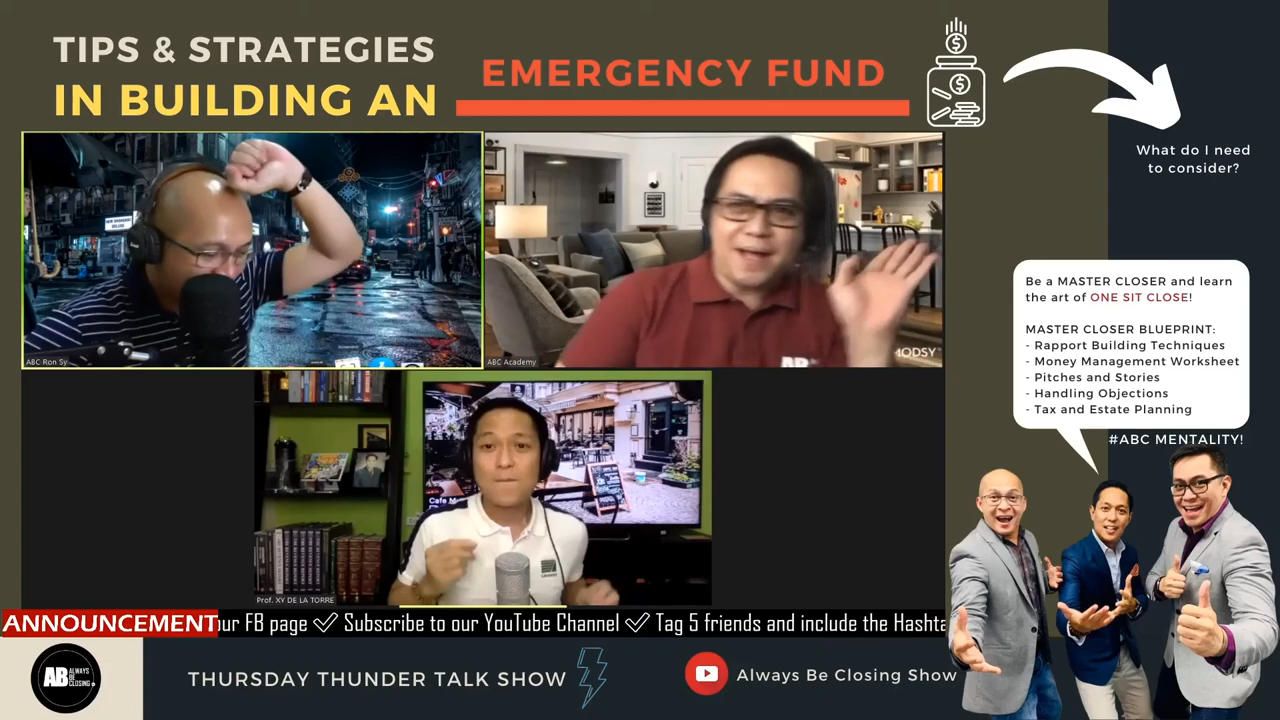 TIPS & STRATEGIES
IN BUILDING AN
EMERGENCY FUND
What do I need
to consider?
ABC Ron Sy
ABC Academy
MODSY
Prof. XY DE LA TORRE
Be a MASTER CLOSER and learn
the art of ONE SIT CLOSE!
MASTER CLOSER BLUEPRINT:
- Rapport Building Techniques
- Money Management Worksheet
- Pitches and Stories
- Handling Objections
- Tax and Estate Planning
#ABC MENTALITY!
ANNOUNCEMENT
our FB page ✓ Subscribe to our YouTube Channel ✓ Tag 5 friends and include the Hashta
AB ALWAYS BE CLOSING.
THURSDAY THUNDER TALK SHOW
Always Be Closing Show